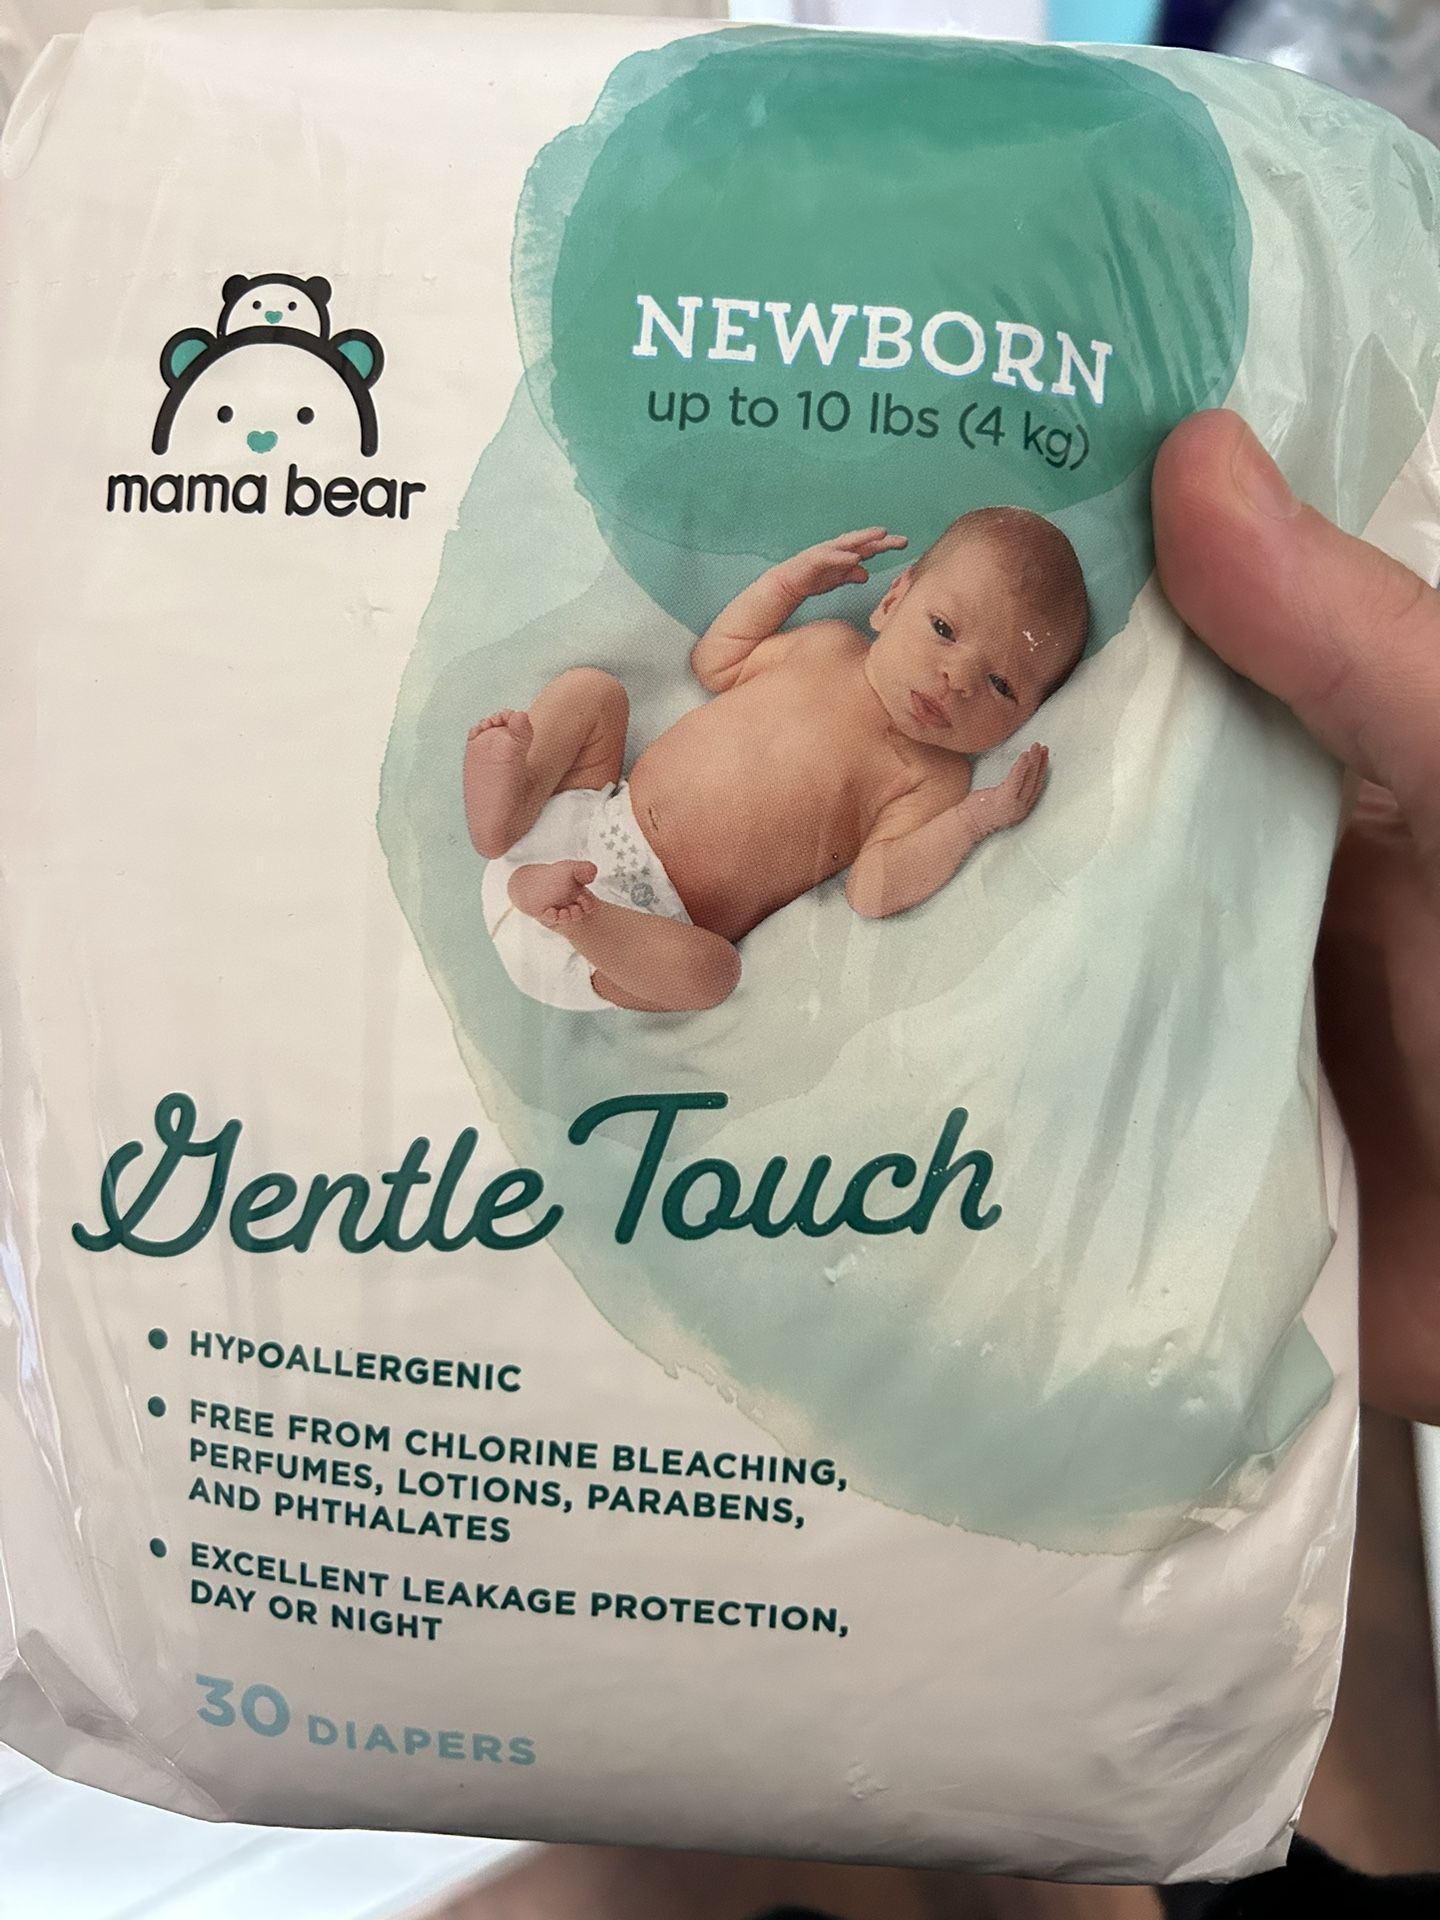 mama bear
NEWBORN
up to 10 lbs (4 kg)
Gentle Touch
• HYPOALLERGENIC
• FREE FROM CHLORINE BLEACHING,
PERFUMES, LOTIONS, PARABENS,
AND PHTHALATES
• EXCELLENT LEAKAGE PROTECTION,
DAY OR NIGHT
30 DIAPERS